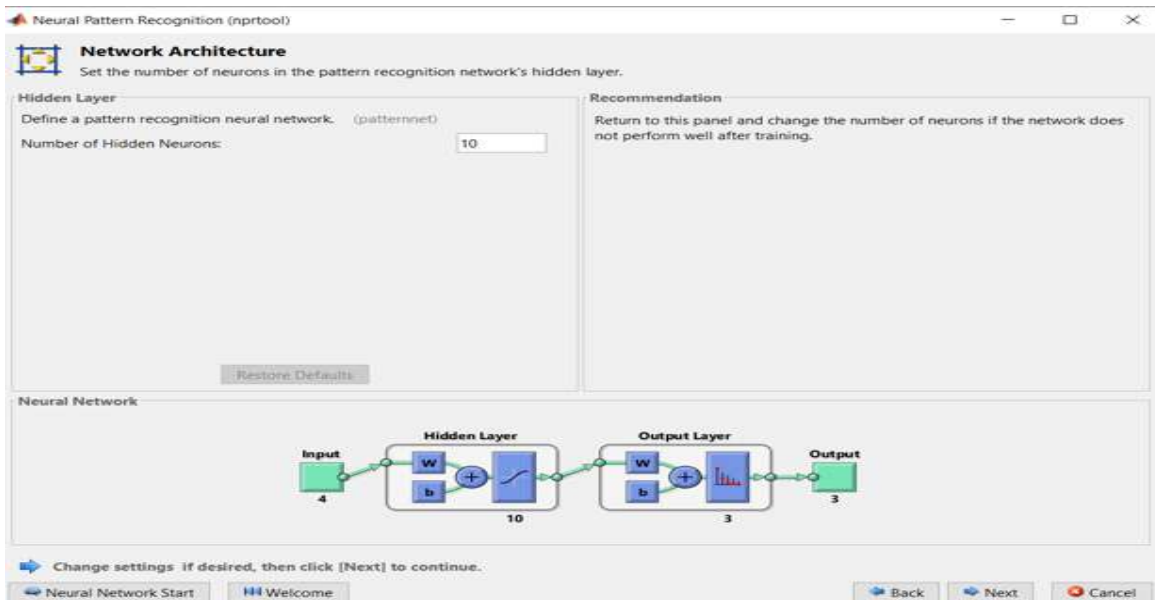 Neural Pattern Recognition (nprtool)
Network Architecture
Set the number of neurons in the pattern recognition network's hidden layer.
Hidden Layer
Define a pattern recognition neural network. (patternnet)
Number of Hidden Neurons: 10
Restore Defaults
Recommendation
Return to this panel and change the number of neurons if the network does
not perform well after training.
Neural Network
Hidden Layer
Output Layer
Input
W
b
W
b
Output
4
10
3
3
Change settings if desired, then click [Next] to continue.
Neural Network Start
Welcome
Back
Next
Cancel